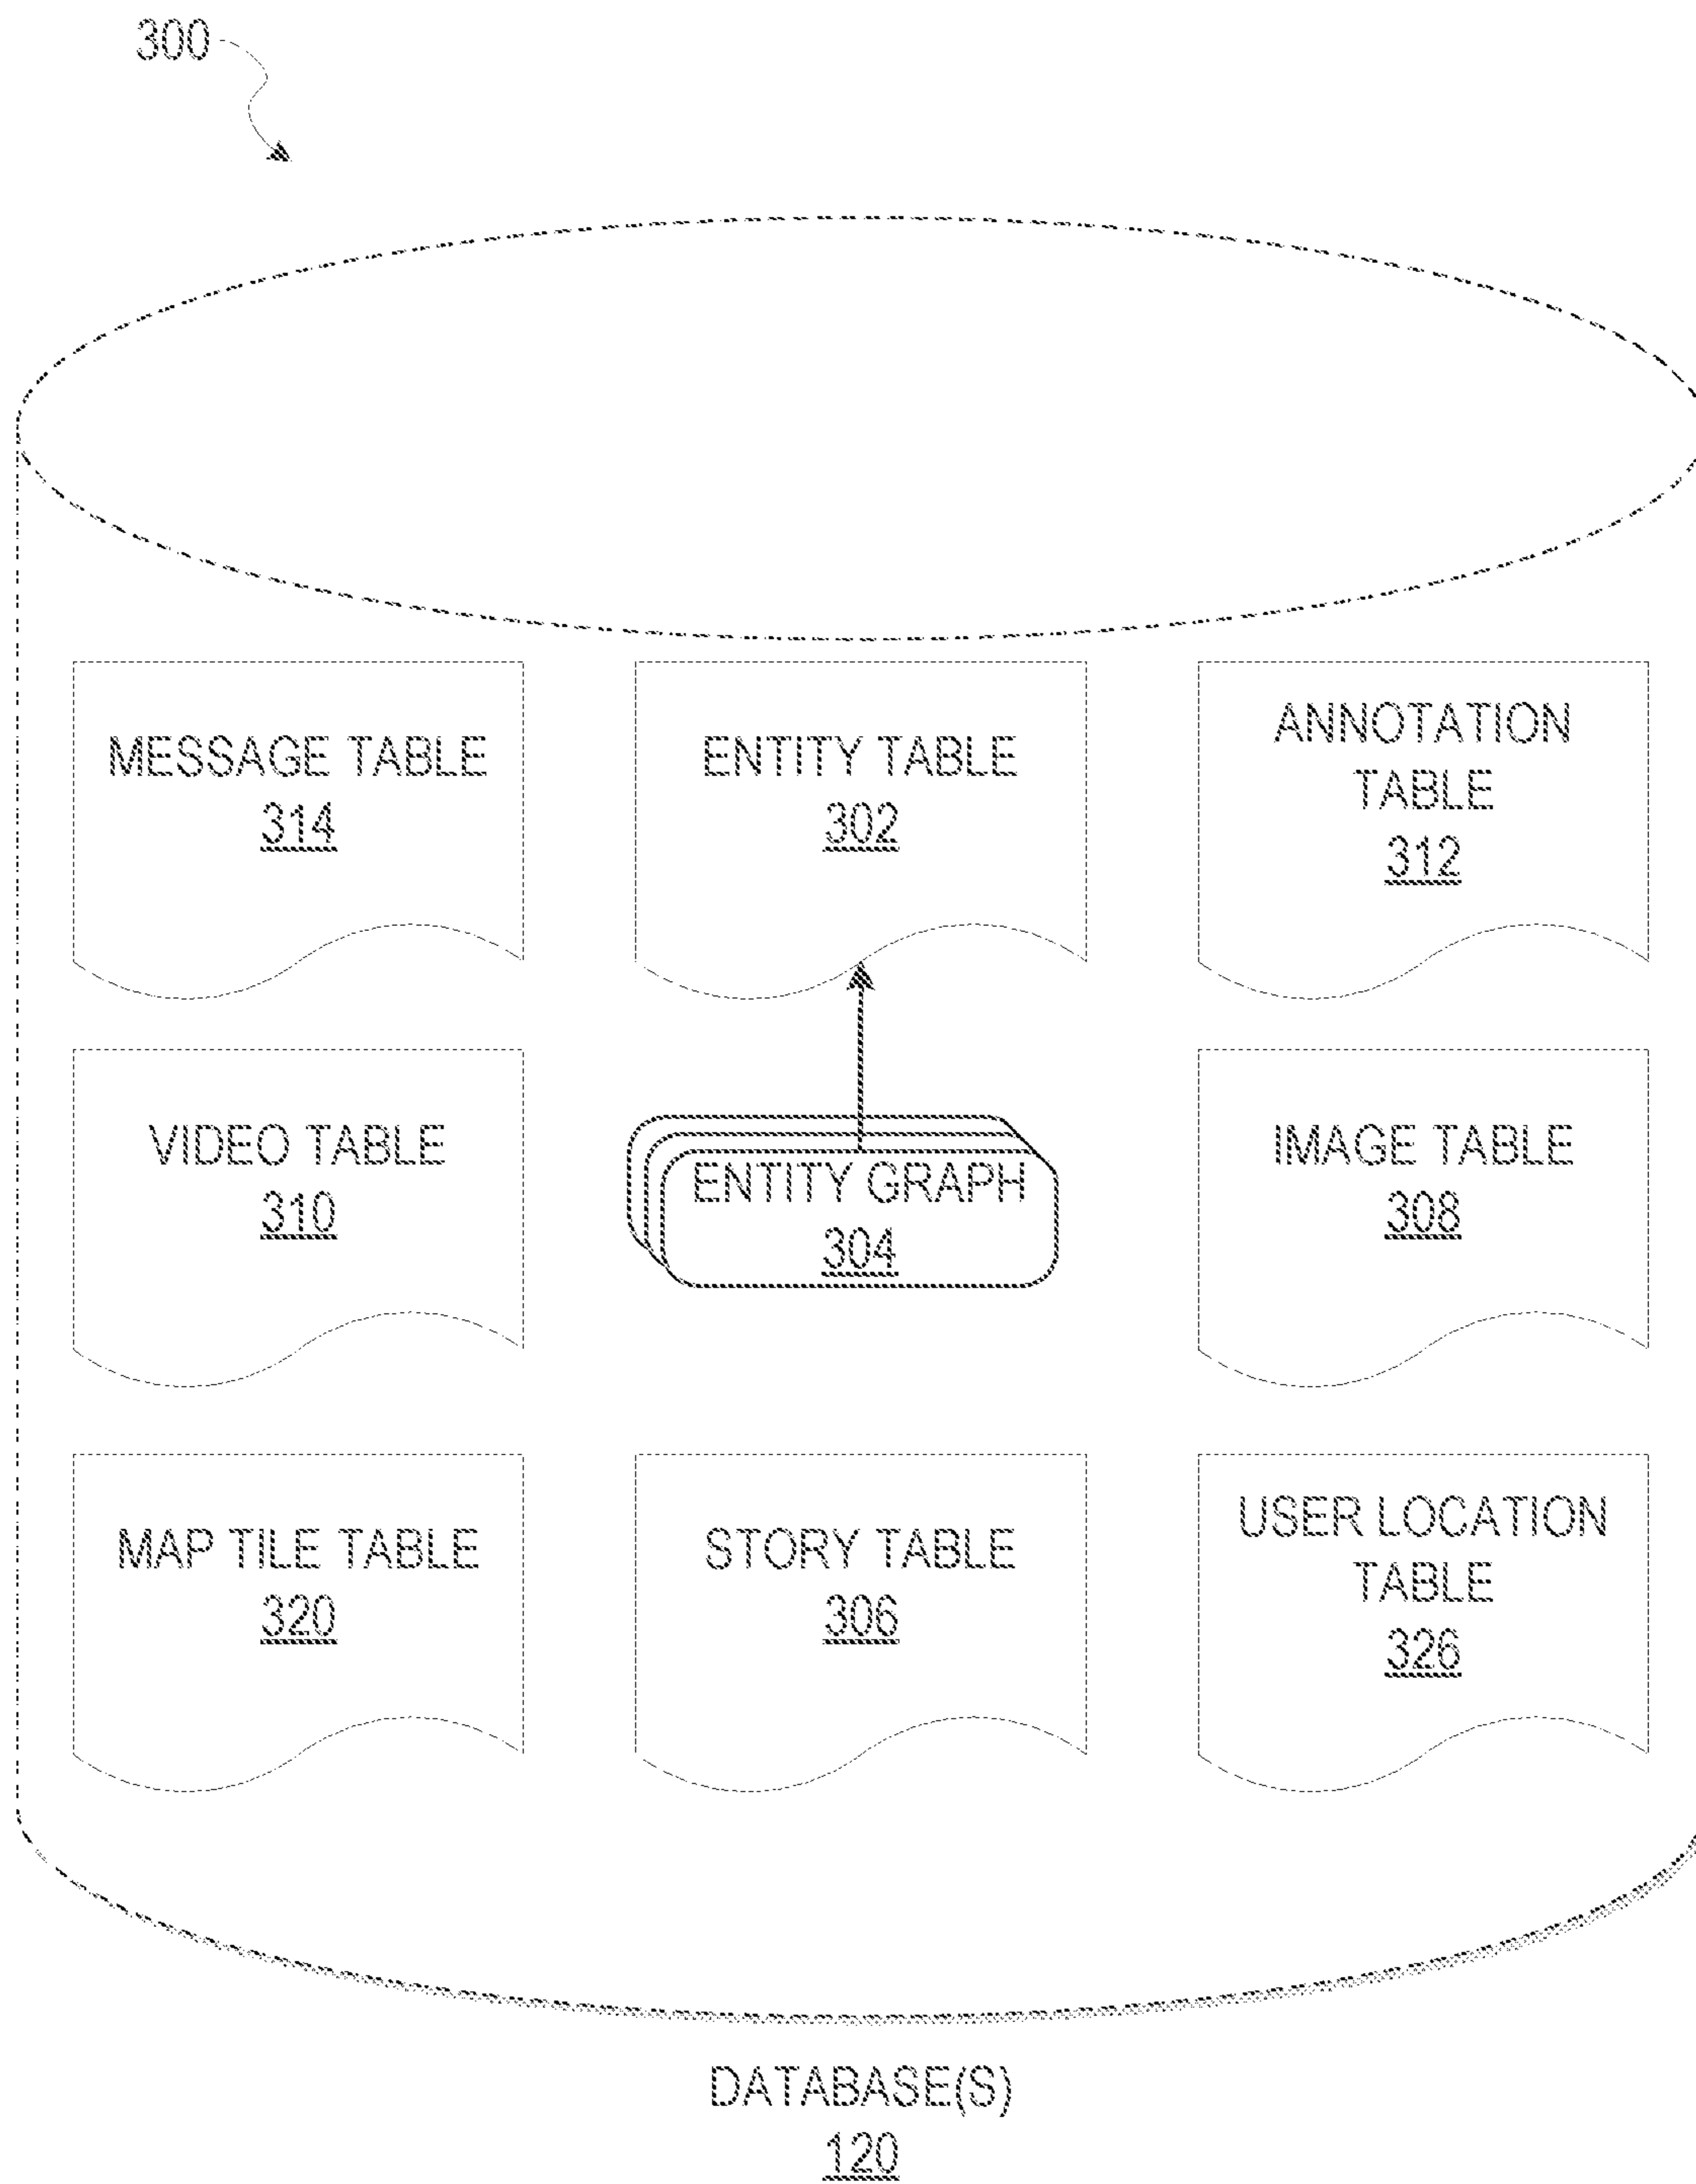 300
MESSAGE TABLE
314
ENTITY TABLE
302
ANNOTATION
TABLE
312
VIDEO TABLE
310
ENTITY GRAPH
304
IMAGE TABLE
308
MAP TILE TABLE
320
STORY TABLE
306
USER LOCATION
TABLE
326
DATABASE(S)
120